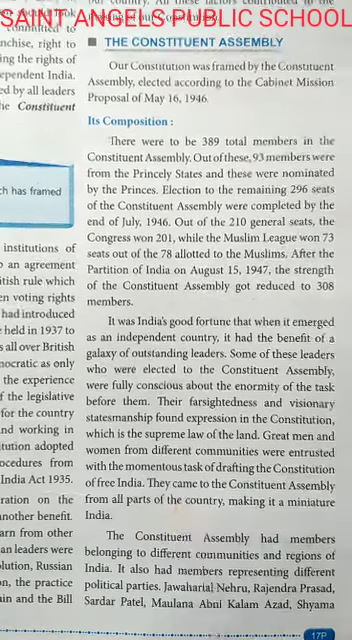 our country. All these factors contributed to the
SAINT ANGELS PUBLIC SCHOOL
committed to
nchise, right to
ing the rights of
ependent India.
ed by all leaders
he Constituent
ch has framed
institutions of
o an agreement
itish rule which
en voting rights
had introduced
held in 1937 to
s all over British
nocratic as only
the experience
f the legislative
for the country
nd working in
itution adopted
ocedures from
India Act 1935.
ration on the
nother benefit.
arn from other
an leaders were
olution, Russian
on, the practice
ain and the Bill
THE CONSTITUENT ASSEMBLY
Our Constitution was framed by the Constituent
Assembly, elected according to the Cabinet Mission
Proposal of May 16, 1946.
Its Composition :
There were to be 389 total members in the
Constituent Assembly. Out of these, 93 members were
from the Princely States and these were nominated
by the Princes. Election to the remaining 296 seats
of the Constituent Assembly were completed by the
end of July, 1946. Out of the 210 general seats, the
Congress won 201, while the Muslim League won 73
seats out of the 78 allotted to the Muslims. After the
Partition of India on August 15, 1947, the strength
of the Constituent Assembly got reduced to 308
members.
It was India's good fortune that when it emerged
as an independent country, it had the benefit of a
galaxy of outstanding leaders. Some of these leaders
who were elected to the Constituent Assembly,
were fully conscious about the enormity of the task
before them. Their farsightedness and visionary
statesmanship found expression in the Constitution,
which is the supreme law of the land. Great men and
women from different communities were entrusted
with the momentous task of drafting the Constitution
of free India. They came to the Constituent Assembly
from all parts of the country, making it a miniature
India.
The Constituent Assembly had members
belonging to different communities and regions of
India. It also had members representing different
political parties. Jawaharlal Nehru, Rajendra Prasad,
Sardar Patel, Maulana Abul Kalam Azad, Shyama
17P